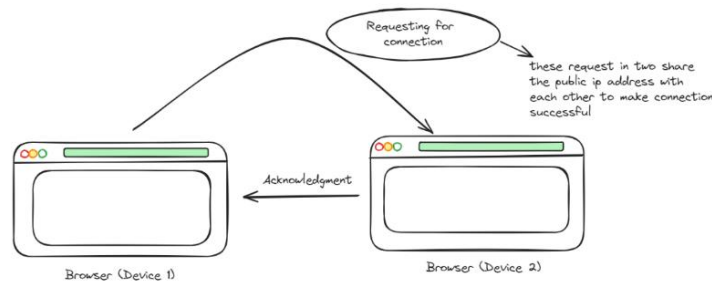 Requesting for
connection
these request in two share
the public ip address with
each other to make connection
successful
Acknowledgment
Browser (Device 1)
Browser (Device 2)